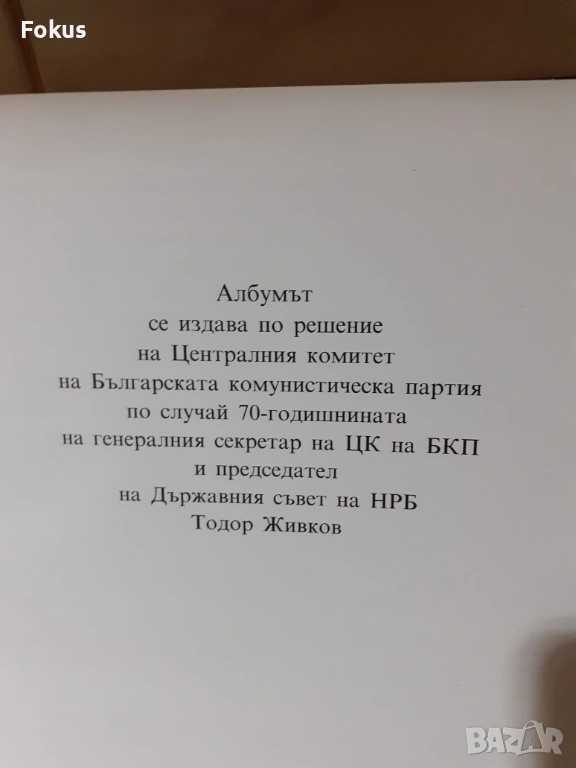 Fokus
Албумът
се издава по решение
на Централния комитет
на Българската комунистическа партия
по случай 70-годишнината
на генералния секретар на ЦК на БКП
и председател
на Държавния съвет на НРБ
Тодор Живков
BAZAR